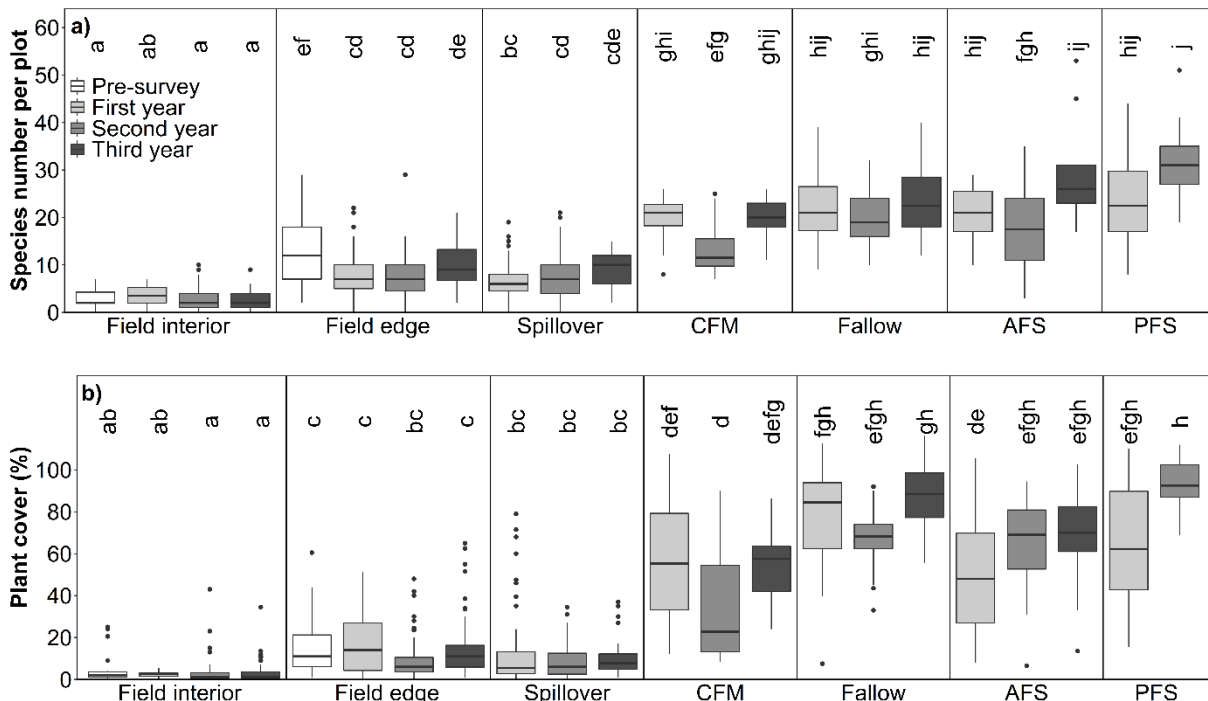 a)
60
50
40
30
20
10
0
Species number per plot
a ab a a ef cd cd de bc cd cde ghi efg ghij hij ghi hij hij fgh ij hij j
Pre-survey
First year
Second year
Third year
Field interior Field edge Spillover CFM Fallow AFS PFS
b)
100
80
60
40
20
0
Plant cover (%)
ab ab a a c c bc c bc bc bc def d defg fgh efgh gh de efgh efgh efgh h
Field interior Field edge Spillover CFM Fallow AFS PFS